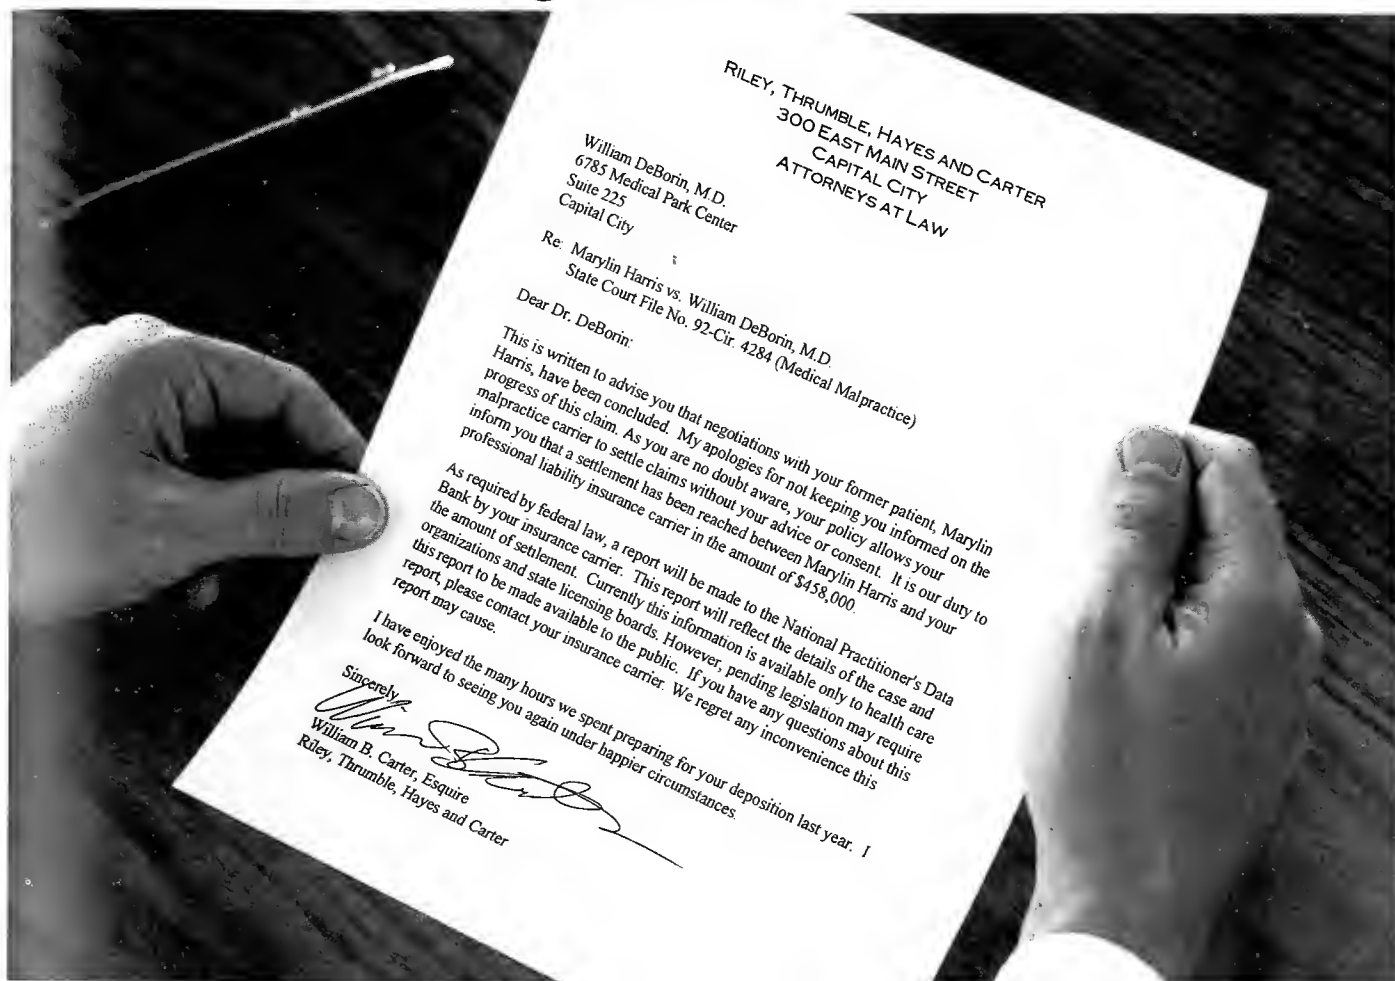 RILEY, THRUMBLE, HAYES AND CARTER
300 EAST MAIN STREET
CAPITAL CITY
ATTORNEYS AT LAW
William DeBorin, M.D.
6785 Medical Park Center
Suite 225
Capital City
Re: Marylin Harris vs. William DeBorin, M.D.
State Court File No. 92-Cir. 4284 (Medical Malpractice)
Dear Dr. DeBorin:
This is written to advise you that negotiations with your former patient, Marylin
Harris, have been concluded. My apologies for not keeping you informed on the
progress of this claim. As you are no doubt aware, your policy allows your
malpractice carrier to settle claims without your advice or consent. It is our duty to
inform you that a settlement has been reached between Marylin Harris and your
professional liability insurance carrier in the amount of $458,000.
As required by federal law, a report will be made to the National Practitioner's Data
Bank by your insurance carrier. This report will reflect the details of the case and
the amount of settlement. Currently this information is available only to health care
organizations and state licensing boards. However, pending legislation may require
this report to be made available to the public. If you have any questions about this
report, please contact your insurance carrier. We regret any inconvenience this
report may cause.
I have enjoyed the many hours we spent preparing for your deposition last year. I
look forward to seeing you again under happier circumstances.
Sincerely,
William B. Carter, Esquire
Riley, Thrumble, Hayes and Carter